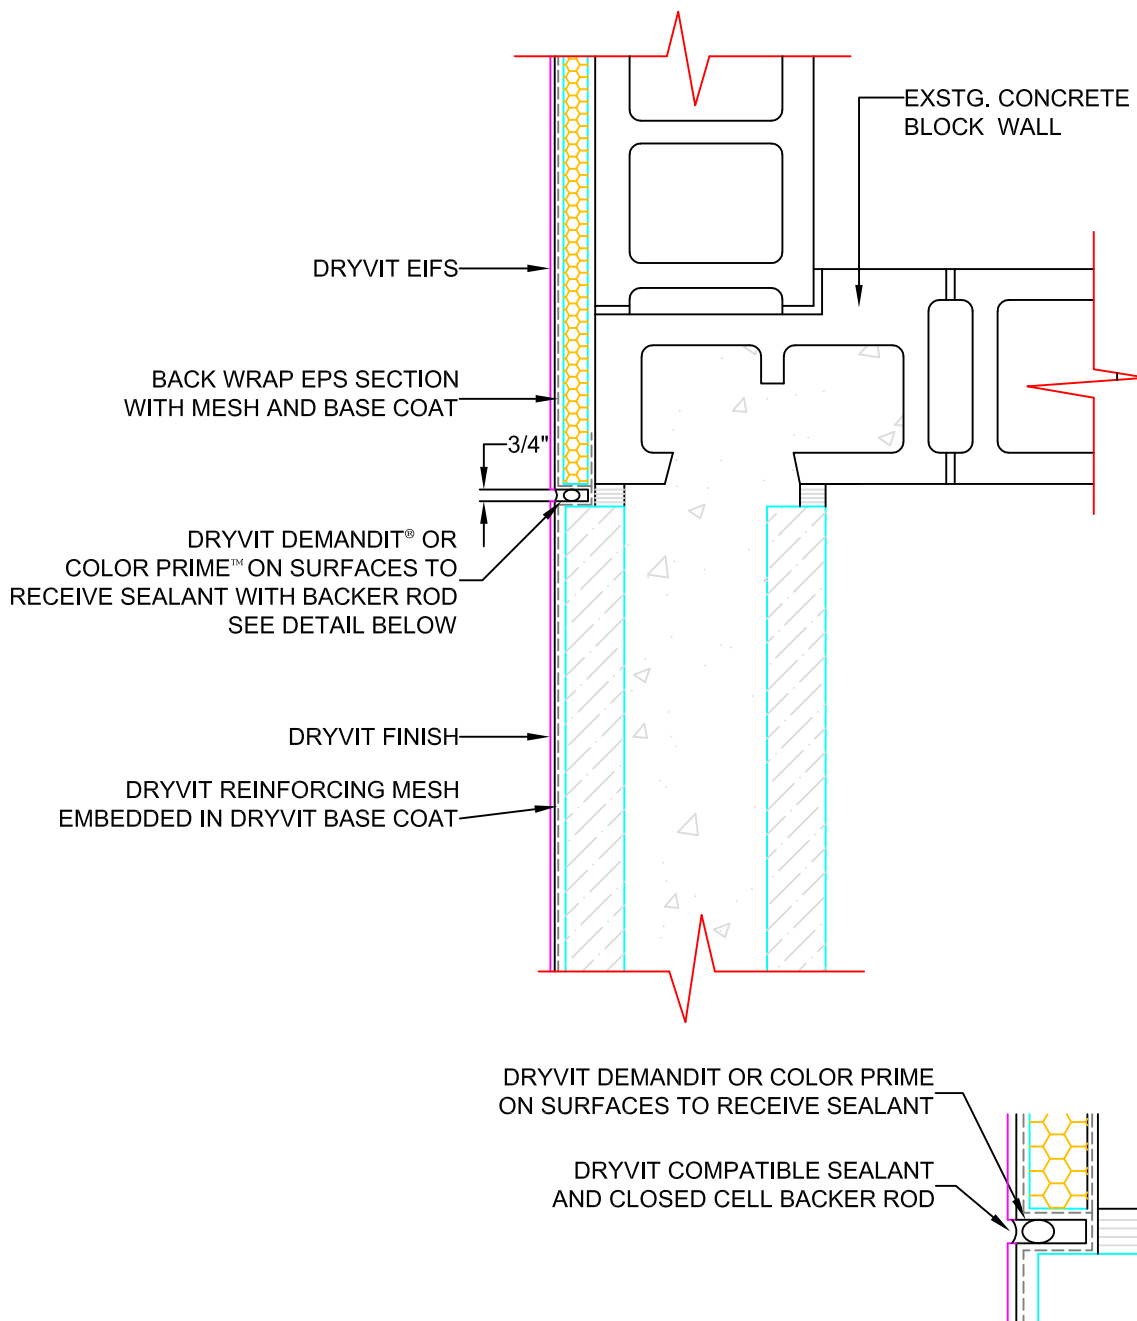 EXSTG. CONCRETE
BLOCK WALL
DRYVIT EIFS
BACK WRAP EPS SECTION
WITH MESH AND BASE COAT
3/4"
DRYVIT DEMANDIT® OR
COLOR PRIME™ ON SURFACES TO
RECEIVE SEALANT WITH BACKER ROD
SEE DETAIL BELOW
DRYVIT FINISH
DRYVIT REINFORCING MESH
EMBEDDED IN DRYVIT BASE COAT
DRYVIT DEMANDIT OR COLOR PRIME
ON SURFACES TO RECEIVE SEALANT
DRYVIT COMPATIBLE SEALANT
AND CLOSED CELL BACKER ROD